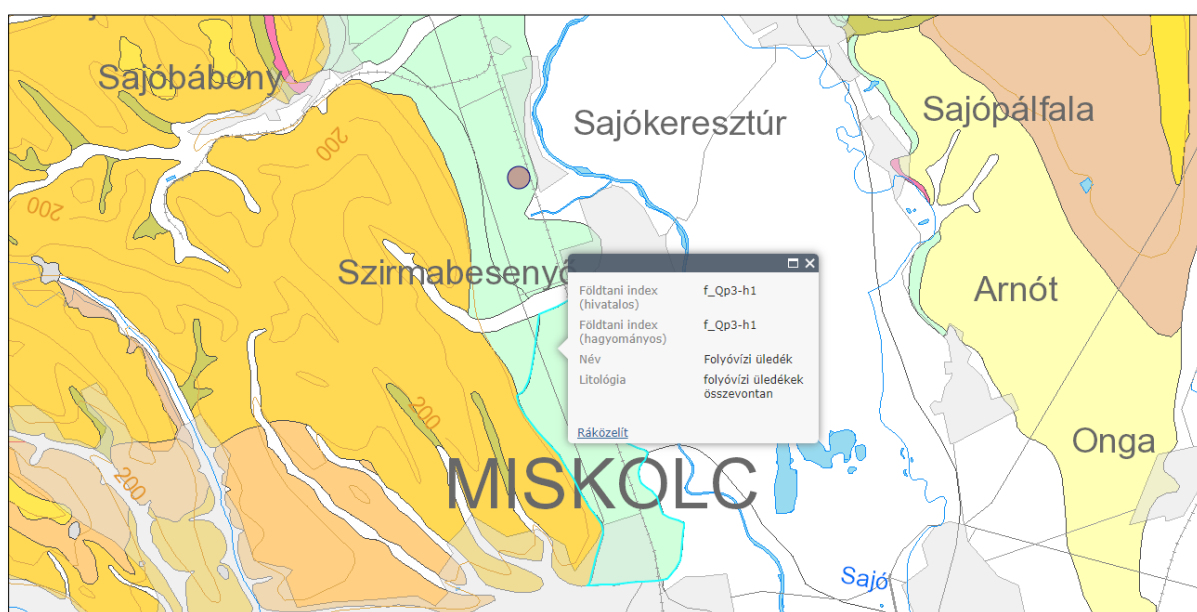 Sajóbábony
Sajókeresztúr
Sajópálfala
200
200
Szirmabesenyő
Arnót
Földtani index
(hivatalos)
f_Qp3-h1
Földtani index
(hagyományos)
f_Qp3-h1
Név
Folyóvízi üledék
Litológia
folyóvízi üledékek
összevontan
Ráközelít
200
Onga
200
MISKOLC
Sajó